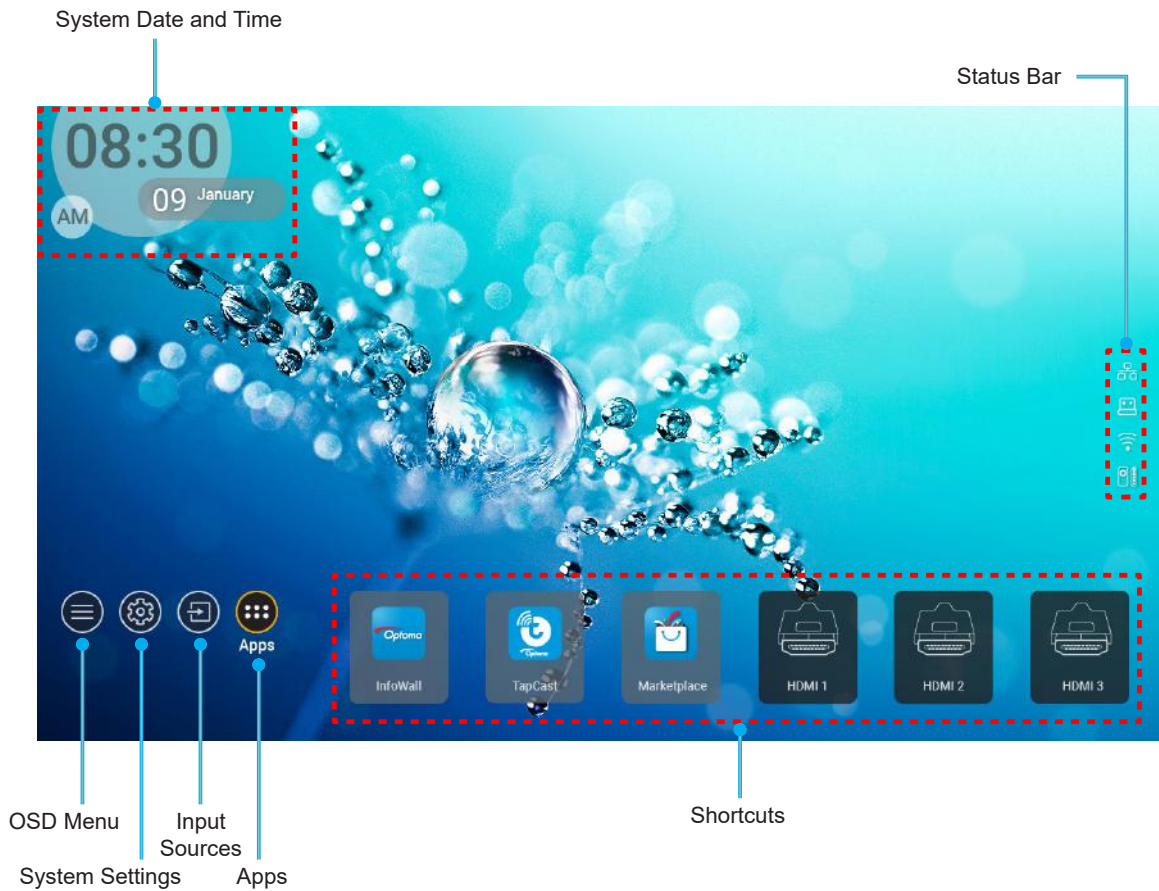 System Date and Time
Status Bar
08:30
09 January
AM
Apps
Optoma
Optoma
InfoWall
TapCast
Marketplace
HDMI 1
HDMI 2
HDMI 3
OSD Menu
Input
Sources
Shortcuts
System Settings
Apps